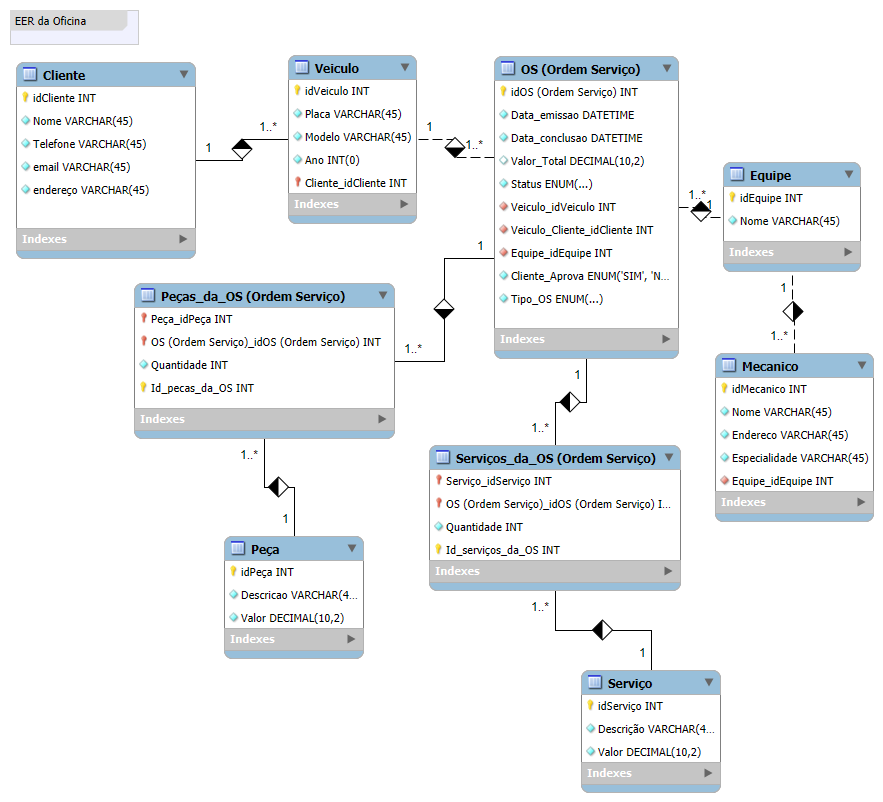 EER da Oficina
Cliente
idCliente INT
Nome VARCHAR(45)
Telefone VARCHAR(45)
email VARCHAR(45)
endereço VARCHAR(45)
Indexes
1
1..*
Veiculo
idVeiculo INT
Placa VARCHAR(45)
Modelo VARCHAR(45)
Ano INT(0)
Cliente_idCliente INT
Indexes
1
1..*
OS (Ordem Serviço)
idOS (Ordem Serviço) INT
Data_emissao DATETIME
Data_conclusao DATETIME
Valor_Total DECIMAL(10,2)
Status ENUM(...)
Veiculo_idVeiculo INT
Veiculo_Cliente_idCliente INT
Equipe_idEquipe INT
Cliente_Aprova ENUM('SIM', 'N...
Tipo_OS ENUM(...)
Indexes
1..*
1
Equipe
idEquipe INT
Nome VARCHAR(45)
Indexes
1
1..*
Mecanico
idMecanico INT
Nome VARCHAR(45)
Endereco VARCHAR(45)
Especialidade VARCHAR(45)
Equipe_idEquipe INT
Indexes
1
1..*
Peças_da_OS (Ordem Serviço)
Peça_idPeça INT
OS (Ordem Serviço)_idOS (Ordem Serviço) INT
Quantidade INT
Id_pecas_da_OS INT
Indexes
1..*
1
Peça
idPeça INT
Descricao VARCHAR(4...
Valor DECIMAL(10,2)
Indexes
1
1..*
Serviços_da_OS (Ordem Serviço)
Serviço_idServiço INT
OS (Ordem Serviço)_idOS (Ordem Serviço) I...
Quantidade INT
Id_serviços_da_OS INT
Indexes
1..*
1
Serviço
idServiço INT
Descrição VARCHAR(4...
Valor DECIMAL(10,2)
Indexes